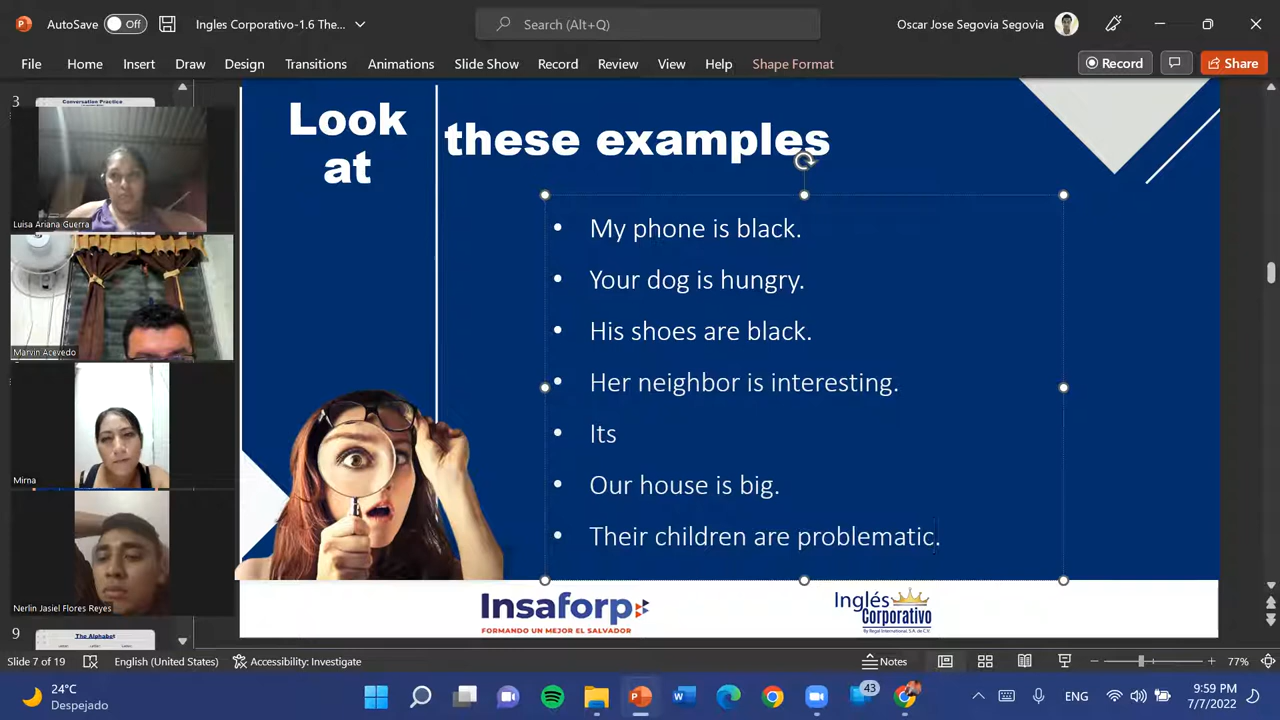 AutoSave Off Ingles Corporativo-1.6 The... Search (Alt+Q) Oscar Jose Segovia Segovia
File Home Insert Draw Design Transitions Animations Slide Show Record Review View Help Shape Format Record Share
3 Conversation Practice
Luisa Ariana Guerra
Marvin Acevedo
Mirna
Nerlin Jasiel Flores Reyes
9 The Alphabet
Look
at
these examples
• My phone is black.
• Your dog is hungry.
• His shoes are black.
• Her neighbor is interesting.
• Its
• Our house is big.
• Their children are problematic.
Insaforp
FORMANDO UN MEJOR EL SALVADOR
Inglés
Corporativo
By Regal International, S.A. de C.V.
Slide 7 of 19 English (United States) Accessibility: Investigate Notes 77%
24°C
Despejado
43
ENG
9:59 PM
7/7/2022